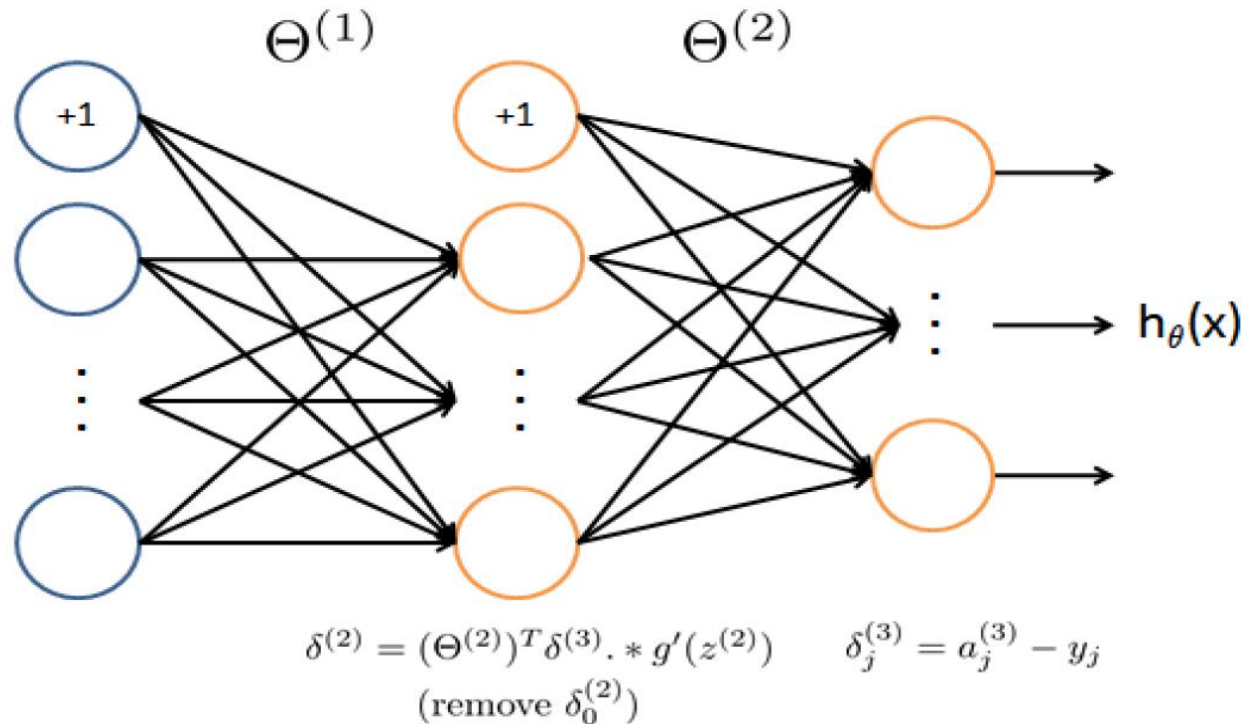 Θ^{(1)} Θ^{(2)}
+1 +1
⋮ ⋮ ⋮ h_θ(x)
δ^{(2)} = (Θ^{(2)})^T δ^{(3)}. * g′(z^{(2)}) δ_j^{(3)} = a_j^{(3)} − y_j
(remove δ_0^{(2)})